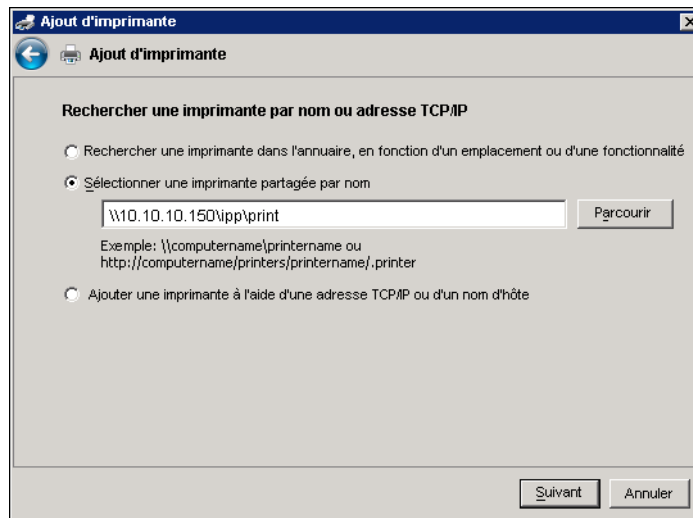 Ajout d'imprimante
Ajout d'imprimante
Rechercher une imprimante par nom ou adresse TCP/IP
Rechercher une imprimante dans l'annuaire, en fonction d'un emplacement ou d'une fonctionnalité
Sélectionner une imprimante partagée par nom
\\10.10.10.150\ipp\print
Parcourir
Exemple: \\computername\printername ou
http://computername/printers/printername/.printer
Ajouter une imprimante à l'aide d'une adresse TCP/IP ou d'un nom d'hôte
Suivant
Annuler